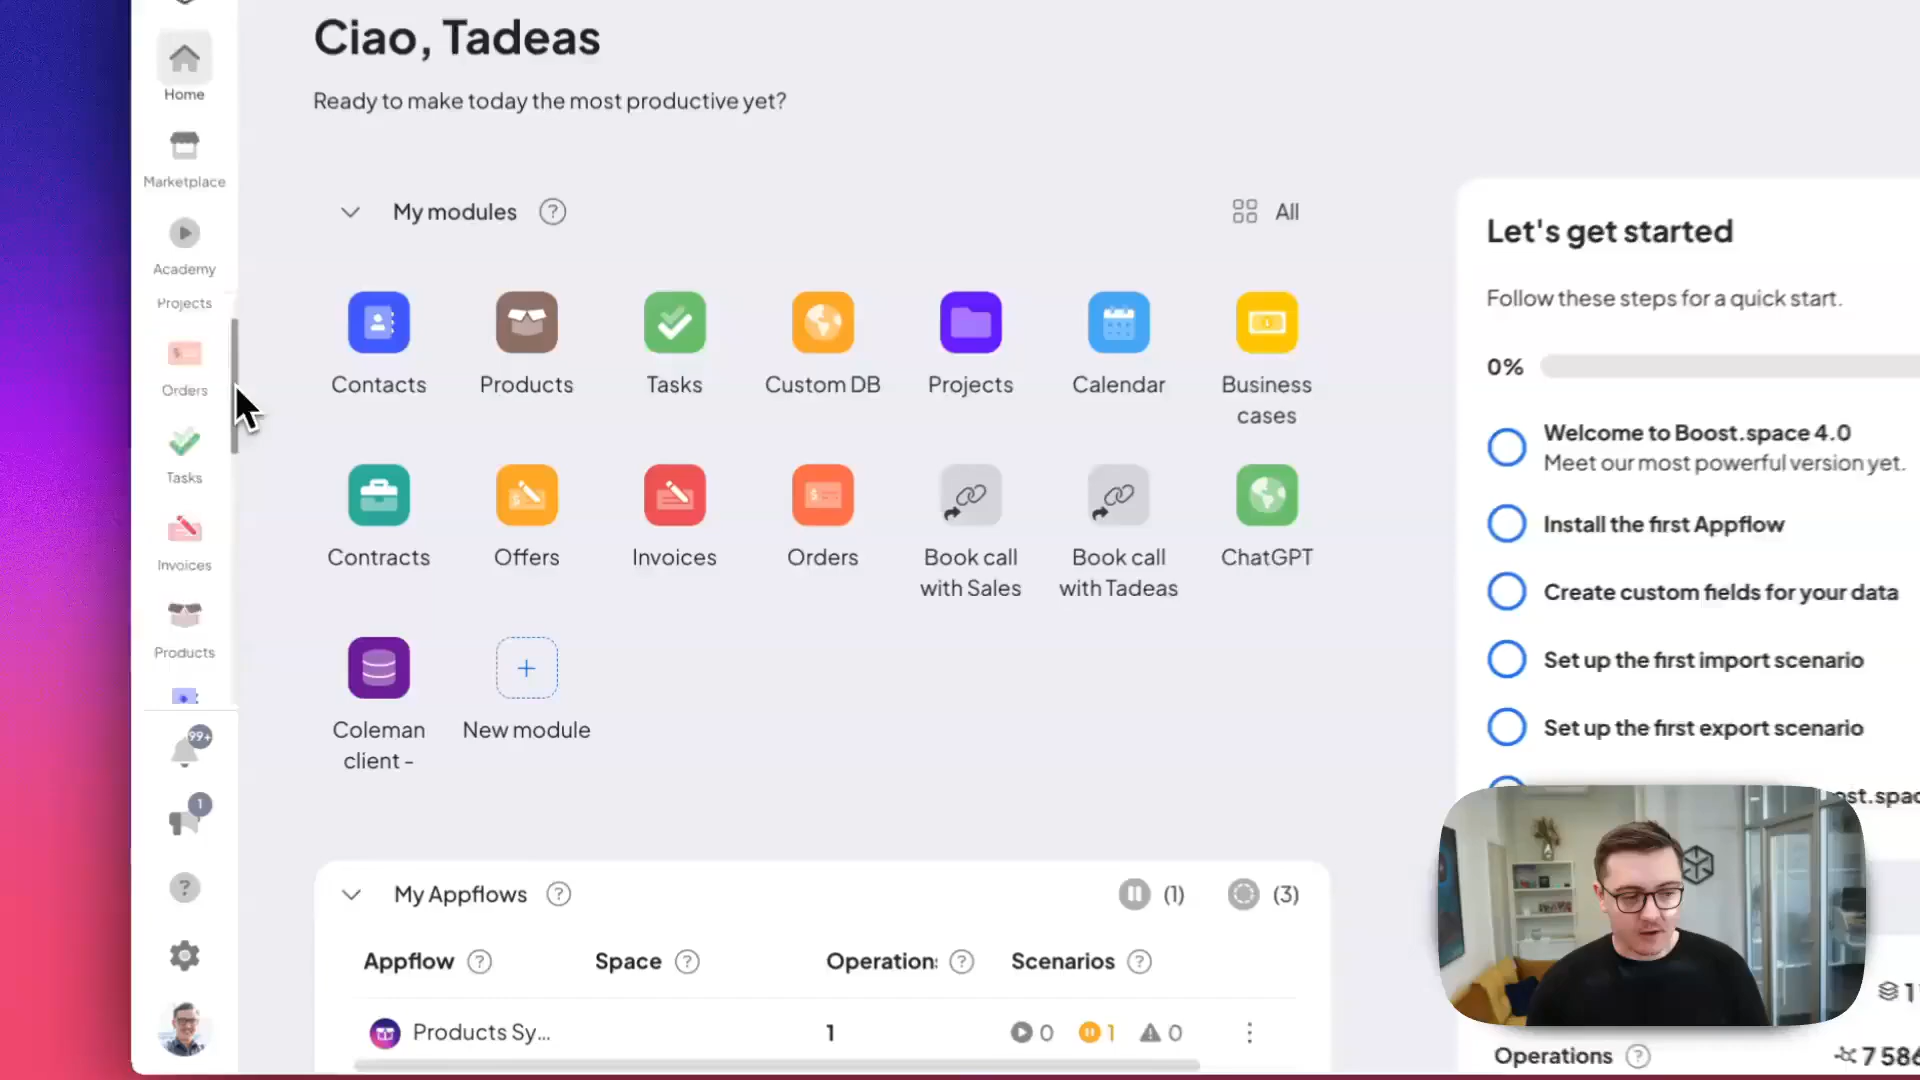 Ciao, Tadeas
Ready to make today the most productive yet?
Home
Marketplace
Academy
Projects
Orders
Tasks
Invoices
Products
99+
1
My modules
All
Contacts
Products
Tasks
Custom DB
Projects
Calendar
Business
cases
Contracts
Offers
Invoices
Orders
Book call
with Sales
Book call
with Tadeas
ChatGPT
Coleman
client -
New module
My Appflows
(1)
(3)
Appflow
Space
Operation
Scenarios
Products Sy...
1
0
1
0
Let's get started
Follow these steps for a quick start.
0%
Welcome to Boost.space 4.0
Meet our most powerful version yet.
Install the first Appflow
Create custom fields for your data
Set up the first import scenario
Set up the first export scenario
Operations
7 586